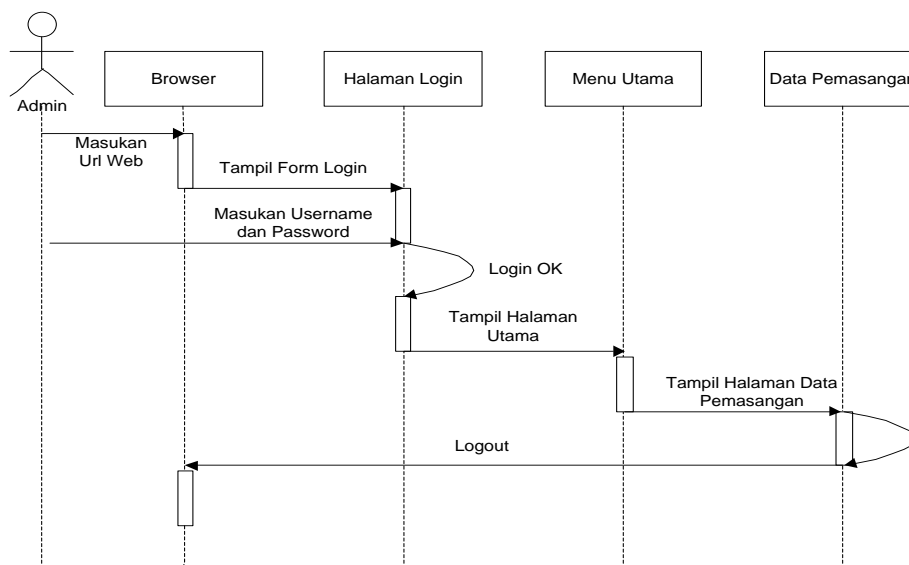 Browser
Halaman Login
Menu Utama
Data Pemasangan
Admin
Masukan
Url Web
Tampil Form Login
Masukan Username
dan Password
Login OK
Tampil Halaman
Utama
Tampil Halaman Data
Pemasangan
Logout